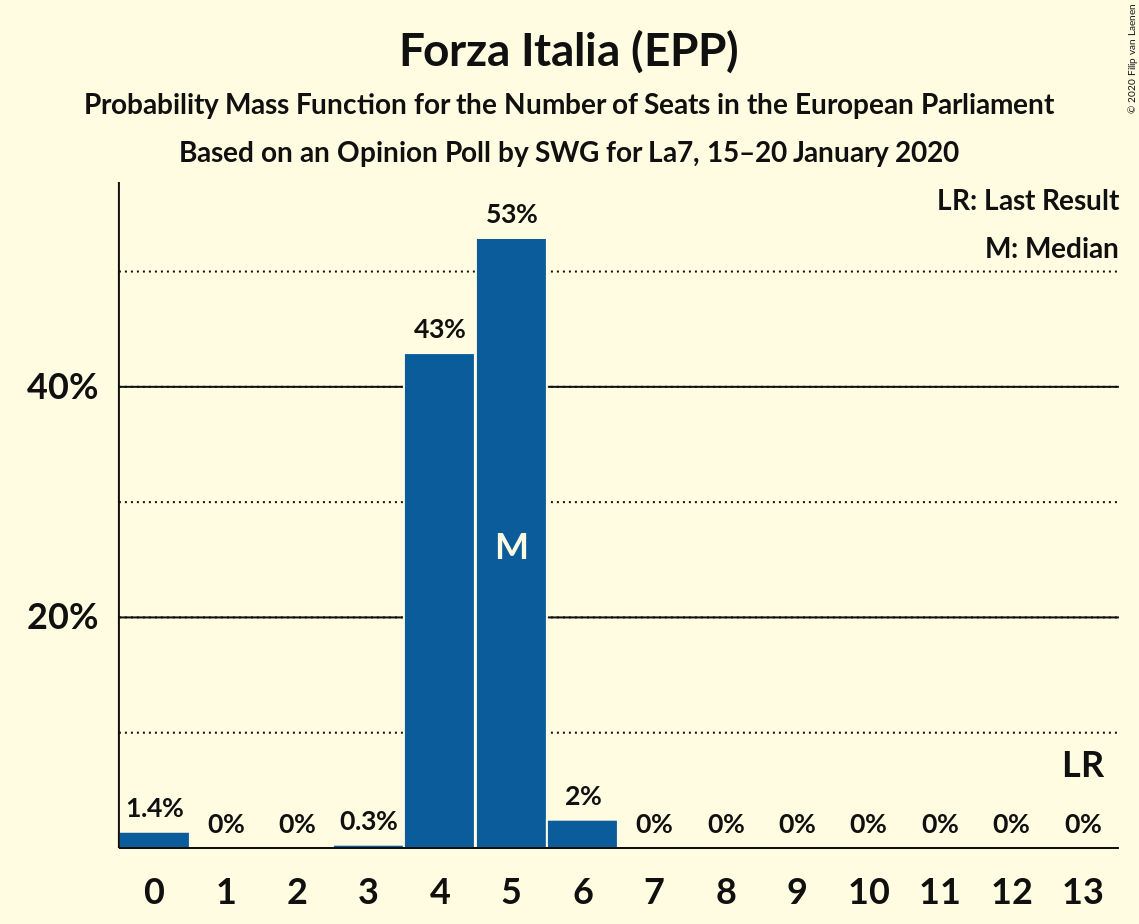 Forza Italia (EPP)
Probability Mass Function for the Number of Seats in the European Parliament
Based on an Opinion Poll by SWG for La7, 15–20 January 2020
© 2020 Filip van Laenen
LR: Last Result
M: Median
53%
43%
40%
M
20%
LR
1.4% 0% 0% 0.3% 2% 0% 0% 0% 0% 0% 0% 0%
0 1 2 3 4 5 6 7 8 9 10 11 12 13